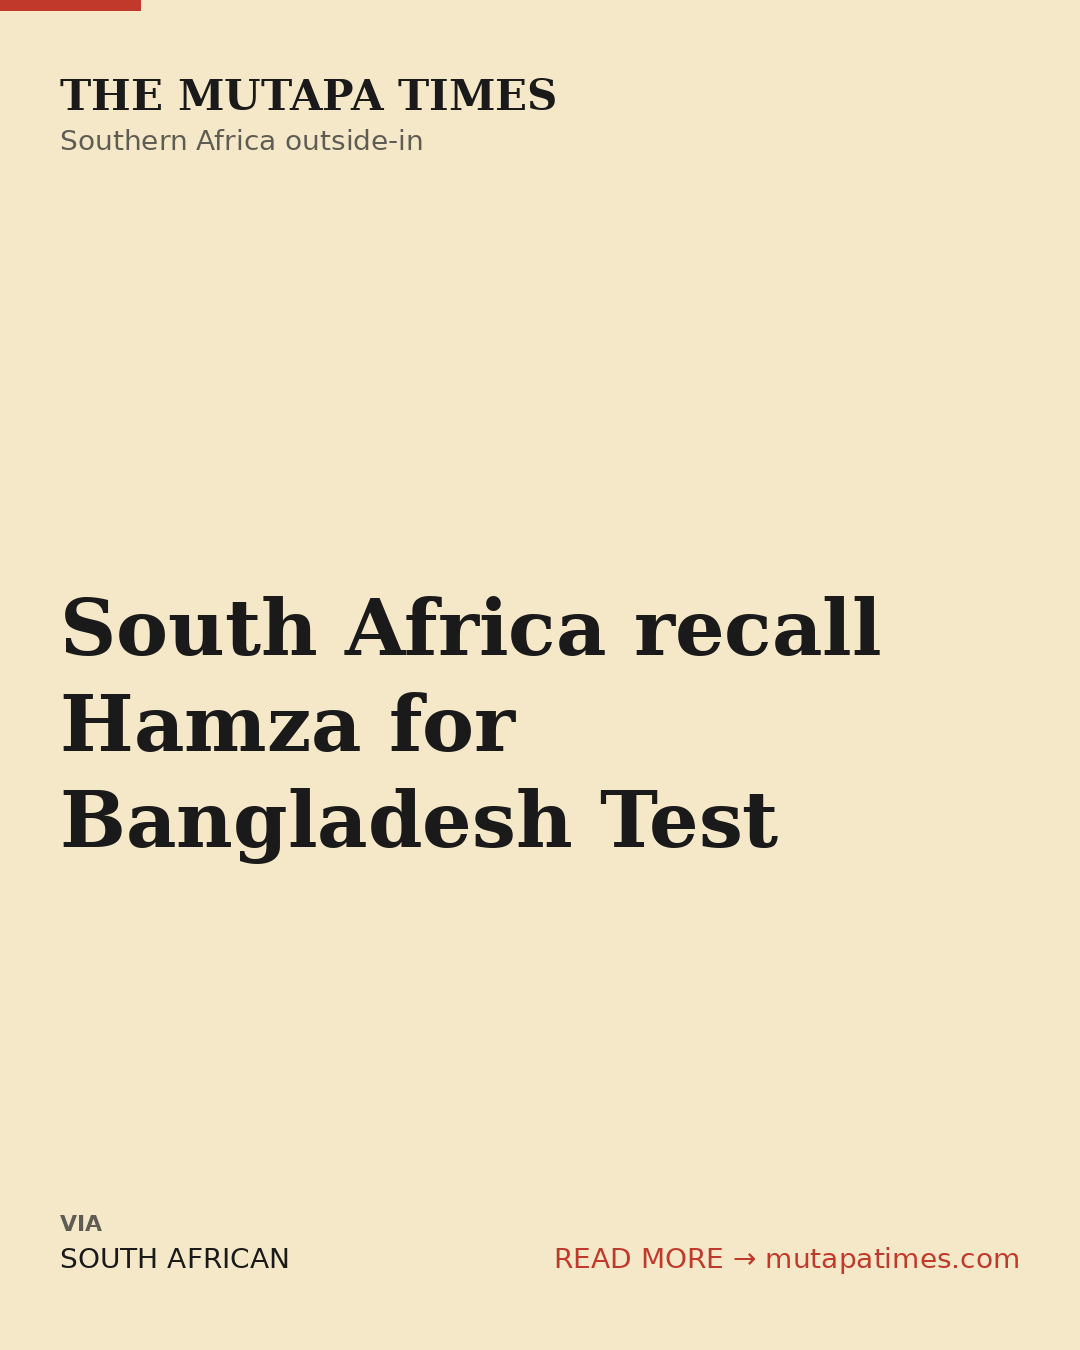 THE MUTAPA TIMES
Southern Africa outside-in
South Africa recall
Hamza for
Bangladesh Test
VIA
SOUTH AFRICAN
READ MORE → mutapatimes.com